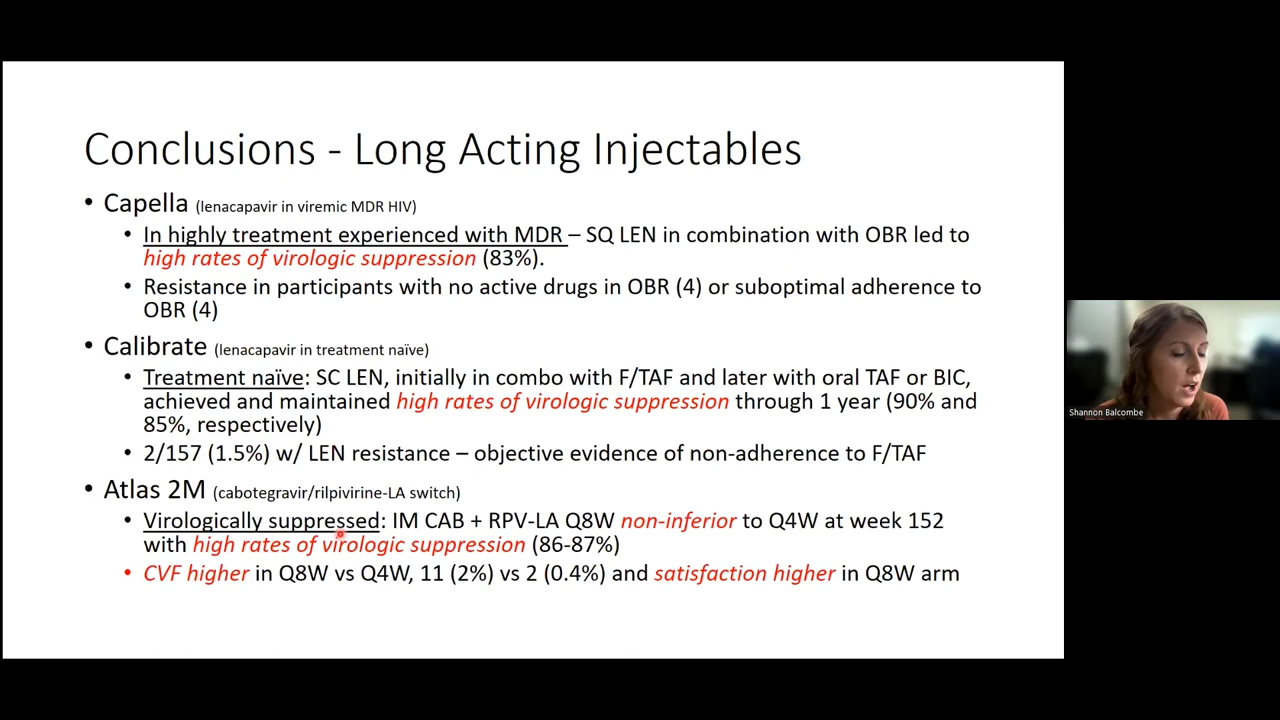 Conclusions - Long Acting Injectables
• Capella (lenacapavir in viremic MDR HIV)
• In highly treatment experienced with MDR – SQ LEN in combination with OBR led to
high rates of virologic suppression (83%).
• Resistance in participants with no active drugs in OBR (4) or suboptimal adherence to
OBR (4)
• Calibrate (lenacapavir in treatment naïve)
• Treatment naïve: SC LEN, initially in combo with F/TAF and later with oral TAF or BIC,
achieved and maintained high rates of virologic suppression through 1 year (90% and
85%, respectively)
• 2/157 (1.5%) w/ LEN resistance – objective evidence of non-adherence to F/TAF
• Atlas 2M (cabotegravir/rilpivirine-LA switch)
• Virologically suppressed: IM CAB + RPV-LA Q8W non-inferior to Q4W at week 152
with high rates of virologic suppression (86-87%)
• CVF higher in Q8W vs Q4W, 11 (2%) vs 2 (0.4%) and satisfaction higher in Q8W arm
Shannon Balcombe